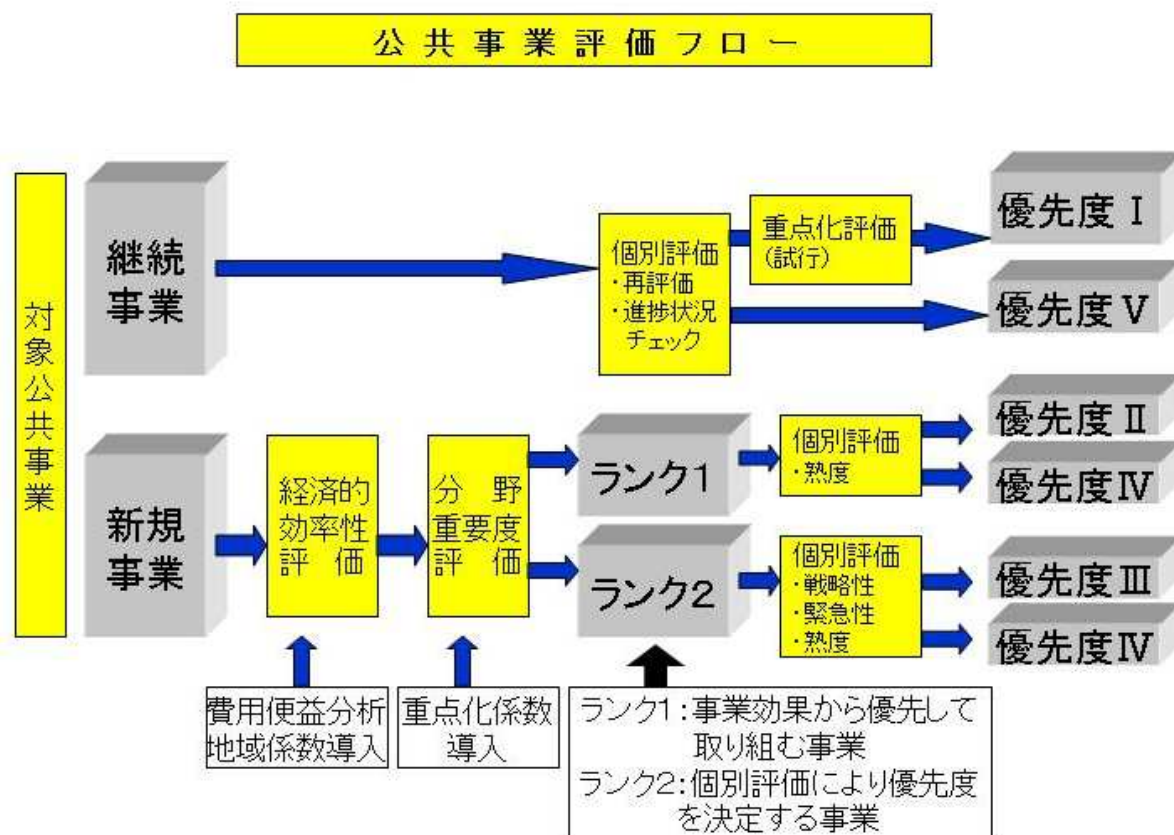 公共事業評価フロー
対象公共事業
継続
事業
個別評価
・再評価
・進捗状況
チェック
重点化評価
(試行)
優先度Ⅰ
優先度Ⅴ
新規
事業
経済的
効率性
評価
分野
重要度
評価
ランク1
個別評価
・熟度
優先度Ⅱ
優先度Ⅳ
ランク2
個別評価
・戦略性
・緊急性
・熟度
優先度Ⅲ
優先度Ⅳ
費用便益分析
地域係数導入
重点化係数
導入
ランク1:事業効果から優先して
取り組む事業
ランク2:個別評価により優先度
を決定する事業